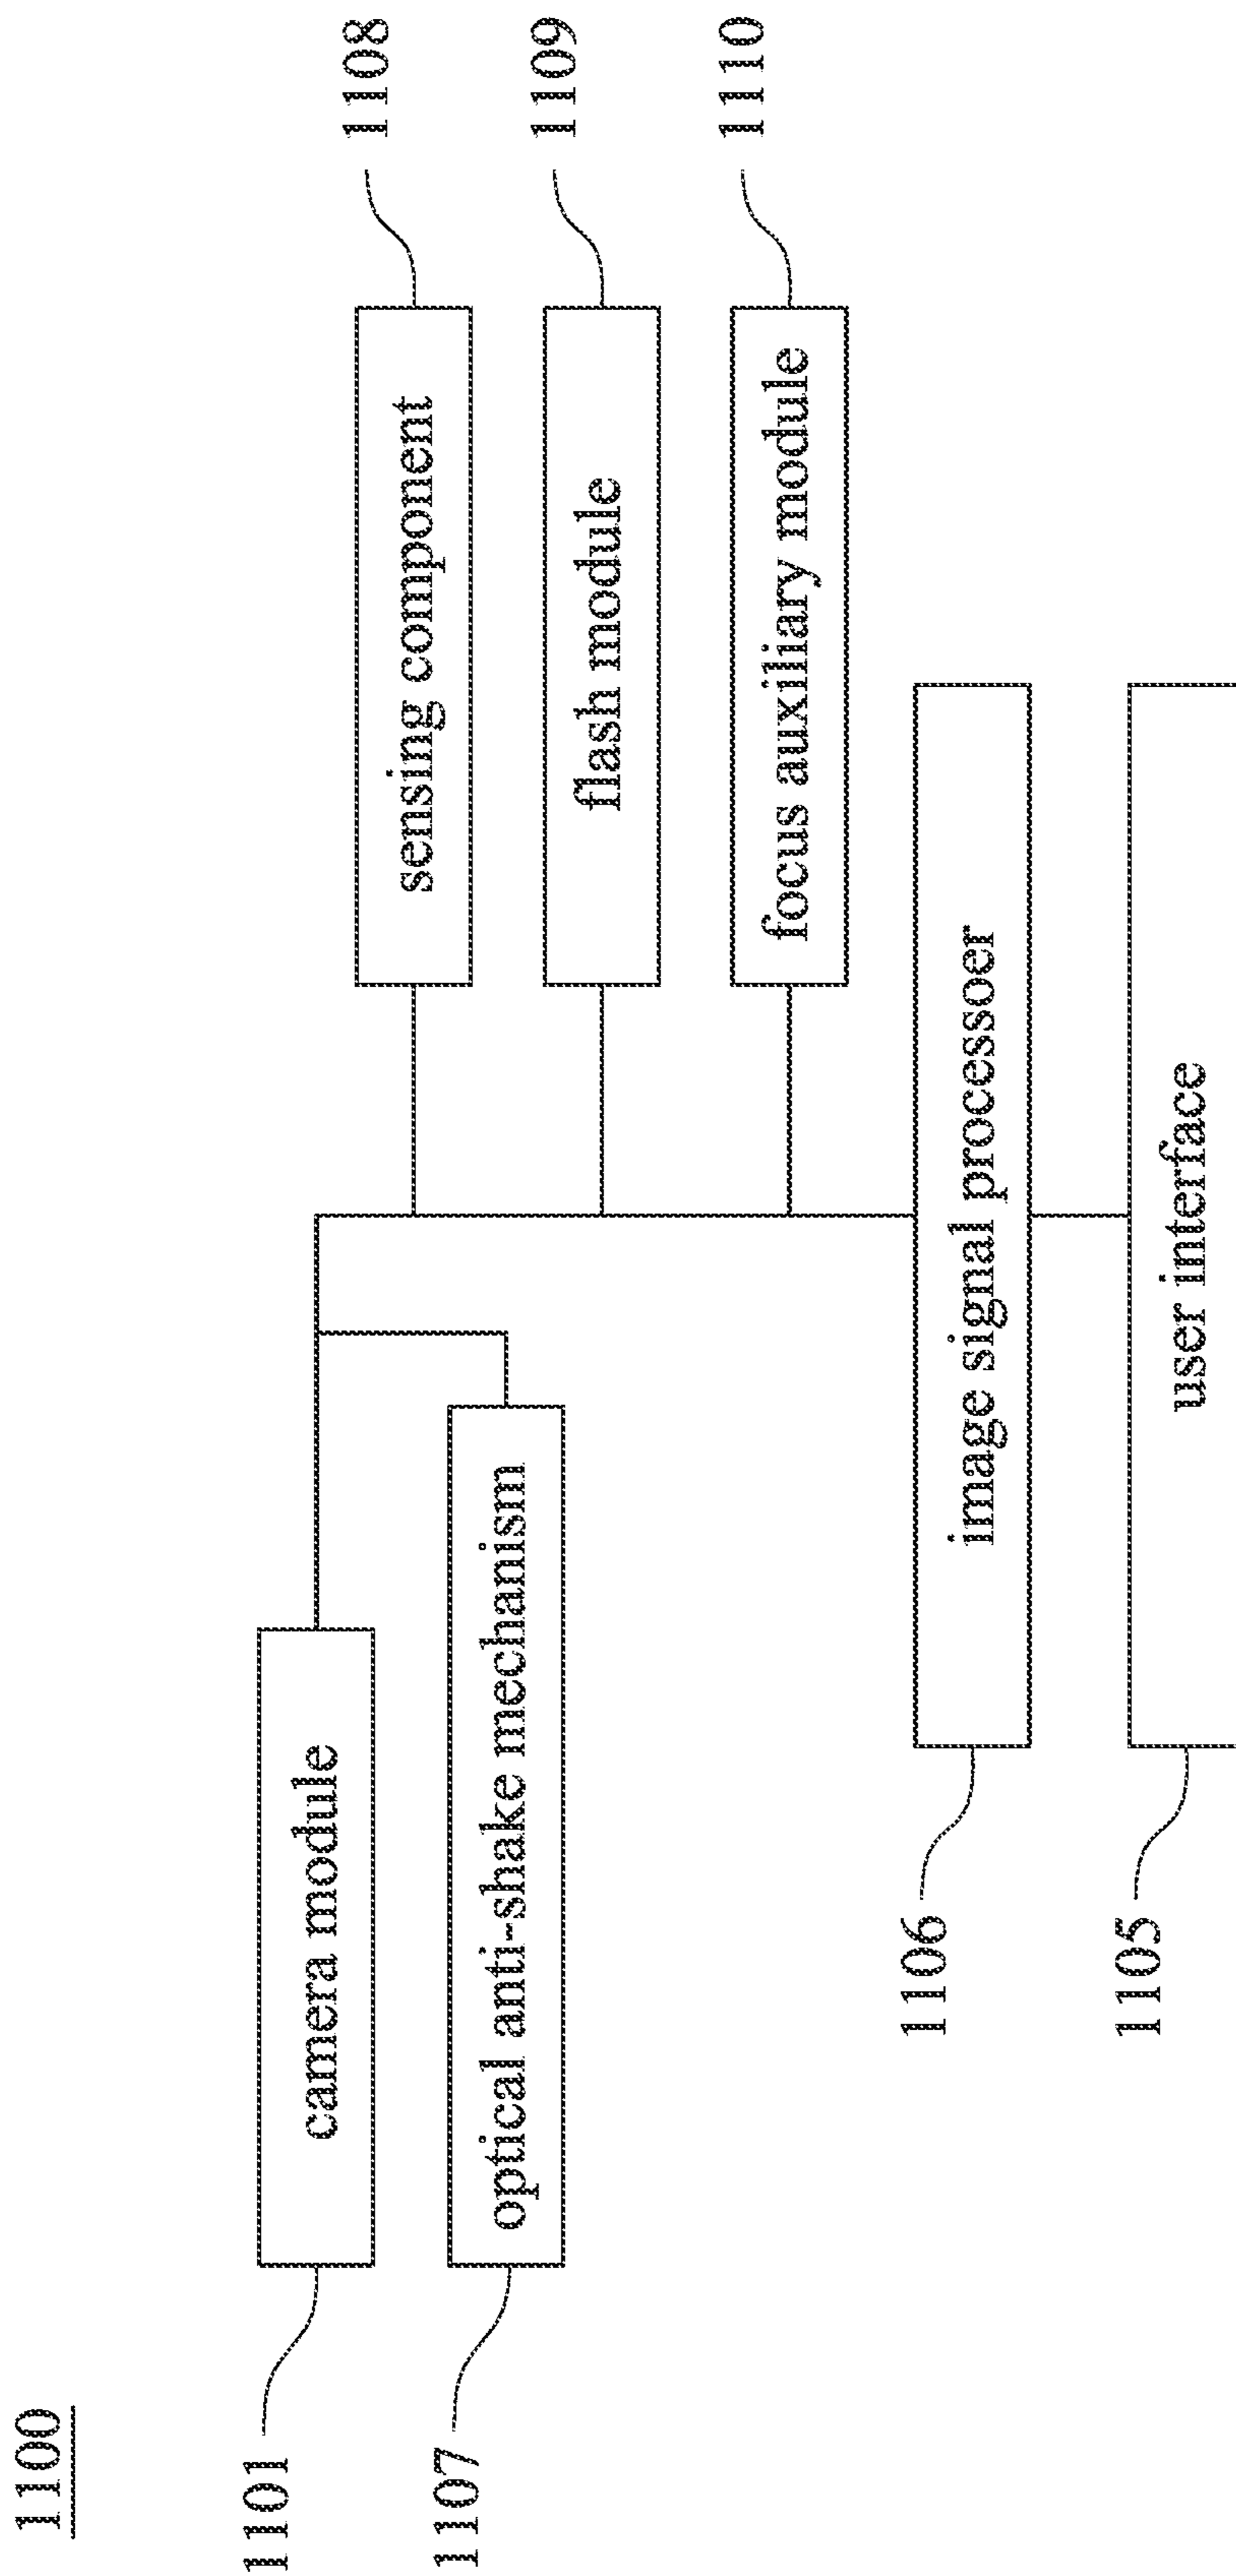 1100
1101
camera module
1108
sensing component
1107
optical anti-shake mechanism
1109
flash module
1110
focus auxiliary module
1106
image signal processoer
1105
user interface